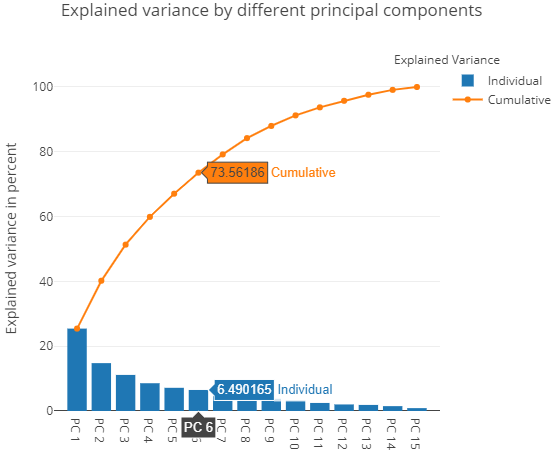 Explained variance by different principal components
Explained Variance
Individual
Cumulative
Explained variance in percent
100
80
60
40
20
0
73.56186 Cumulative
6.490165 Individual
PC 1
PC 2
PC 3
PC 4
PC 5
PC 6
PC 7
PC 8
PC 9
PC 10
PC 11
PC 12
PC 13
PC 14
PC 15